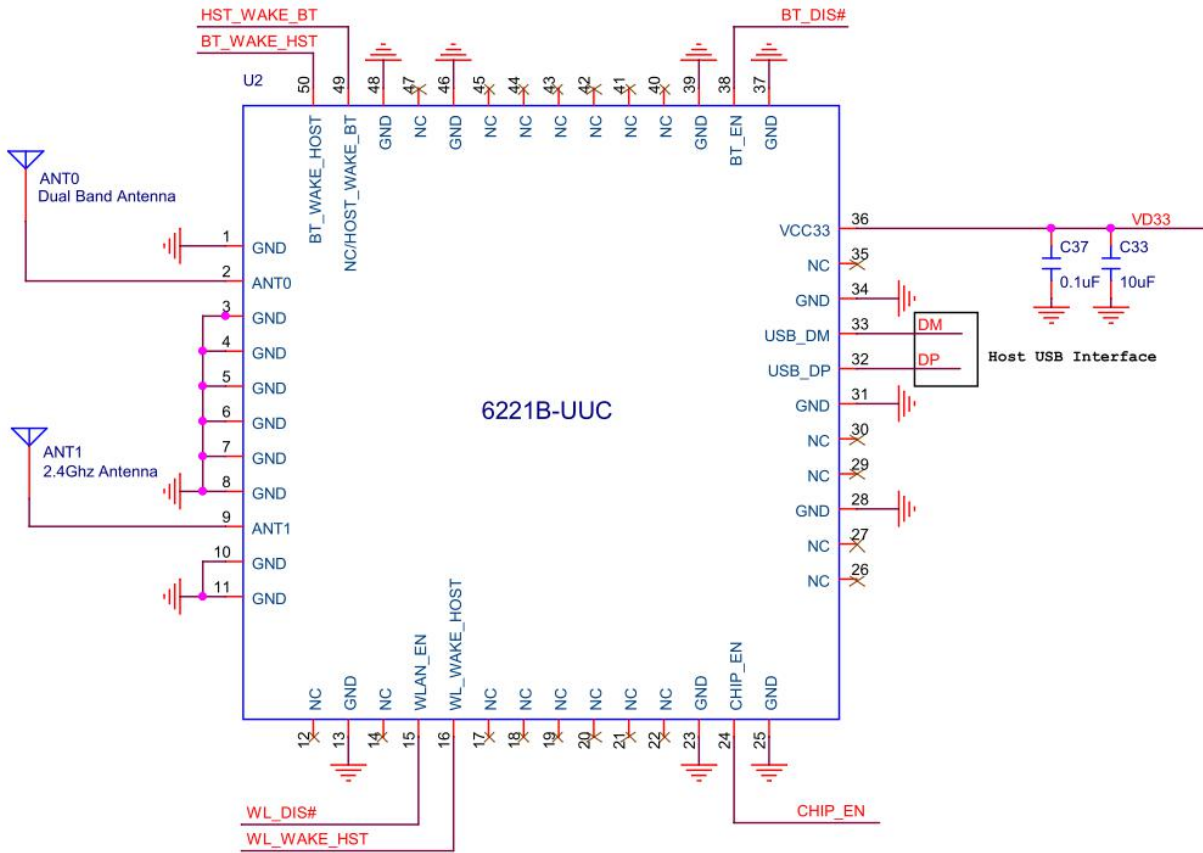 HST_WAKE_BT
BT_DIS#
BT_WAKE_HST
U2
50 49 48 47 46 45 44 43 42 41 40 39 38 37
BT_WAKE_HOST NC/HOST_WAKE_BT GND NC GND NC NC NC NC NC NC GND BT_EN GND
ANT0
Dual Band Antenna
1 GND
2 ANT0
3 GND
4 GND
5 GND
6 GND
7 GND
8 GND
ANT1
2.4Ghz Antenna
9 ANT1
10 GND
11 GND
6221B-UUC
VCC33 36 VD33
NC 35
C37 C33
0.1uF 10uF
GND 34
USB_DM 33 DM
Host USB Interface
USB_DP 32 DP
GND 31
NC 30
NC 29
GND 28
NC 27
NC 26
NC GND NC WLAN_EN WL_WAKE_HOST NC NC NC NC NC NC GND CHIP_EN GND
12 13 14 15 16 17 18 19 20 21 22 23 24 25
WL_DIS#
CHIP_EN
WL_WAKE_HST